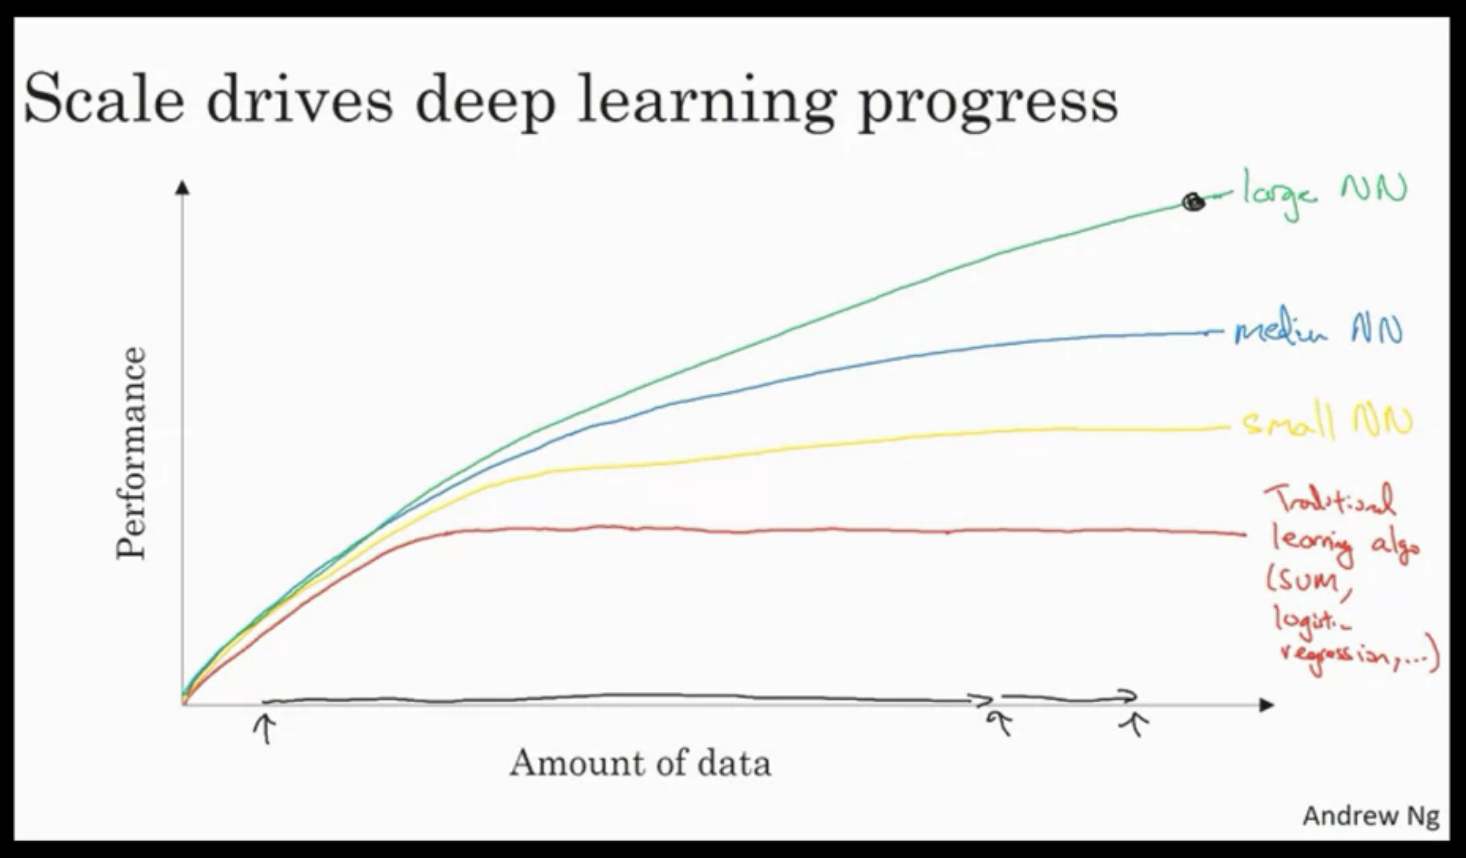 Scale drives deep learning progress
large NN
medium NN
small NN
Traditional
learning algo
(SVM,
logistic
regression,...)
Performance
Amount of data
Andrew Ng